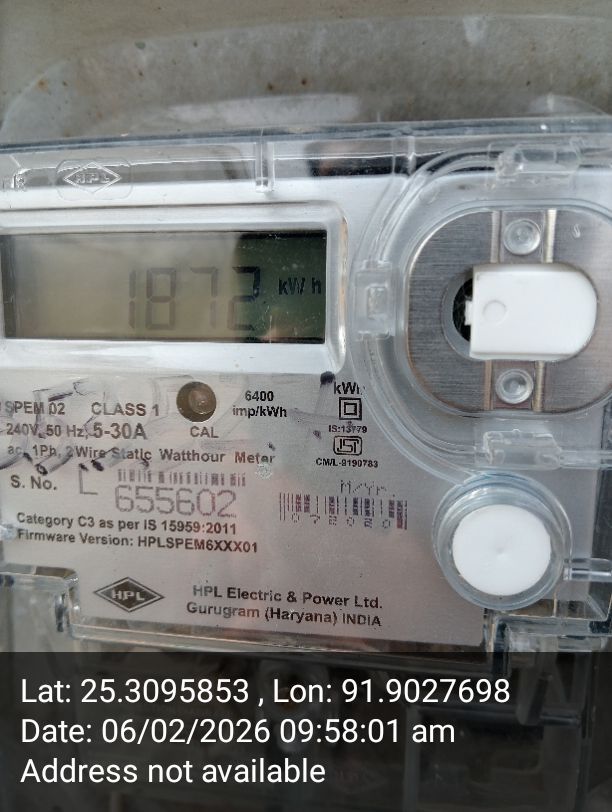 HPL
1872 kWh
SPEM 02 CLASS 1
6400
imp/kWh
kWh
240V, 50 Hz, 5-30A
CAL
IS:13779
ac, 1Ph, 2Wire Static Watthour Meter
CM/L-9190783
S. No. L 655602
M/Yr.
Category C3 as per IS 15959:2011
Firmware Version: HPLSPEM6XXX01
HPL
HPL Electric & Power Ltd.
Gurugram (Haryana) INDIA
Lat: 25.3095853 , Lon: 91.9027698
Date: 06/02/2026 09:58:01 am
Address not available